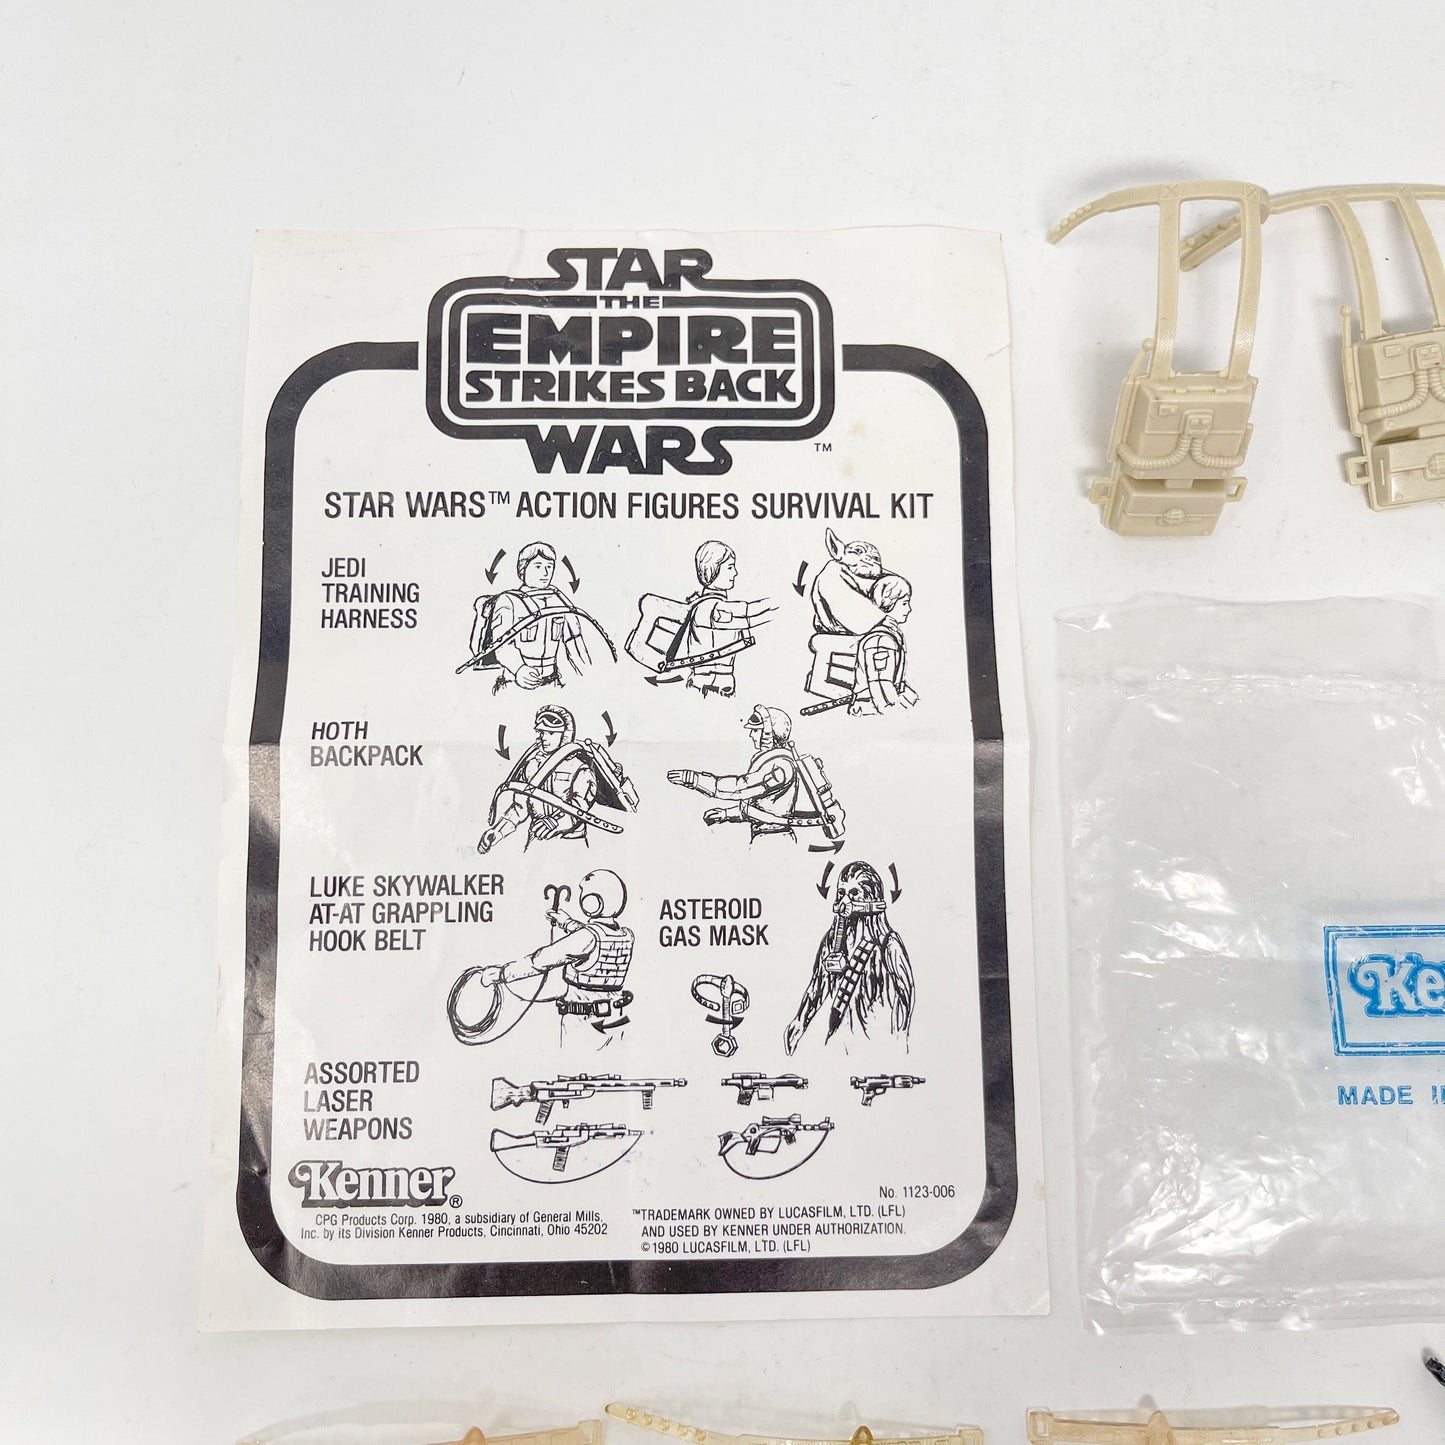 STAR
THE
EMPIRE
STRIKES BACK
WARS ™
STAR WARS™ ACTION FIGURES SURVIVAL KIT
JEDI
TRAINING
HARNESS
HOTH
BACKPACK
LUKE SKYWALKER
AT-AT GRAPPLING
HOOK BELT
ASTEROID
GAS MASK
ASSORTED
LASER
WEAPONS
Kenner®
CPG Products Corp. 1980, a subsidiary of General Mills,
Inc. by its Division Kenner Products, Cincinnati, Ohio 45202
No. 1123-006
™TRADEMARK OWNED BY LUCASFILM, LTD. (LFL)
AND USED BY KENNER UNDER AUTHORIZATION.
© 1980 LUCASFILM, LTD. (LFL)
Ke
MADE